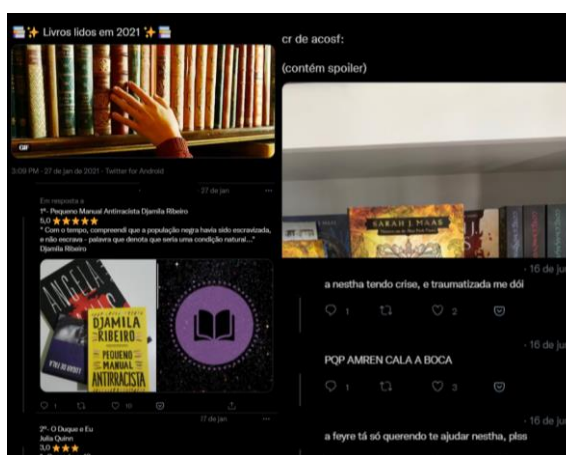 📚✨ Livros lidos em 2021 ✨📚
GIF
3:09 PM · 27 de jan de 2021 · Twitter for Android
27 de jan
Em resposta a
1º- Pequeno Manual Antirracista Djamila Ribeiro
5,0 ⭐⭐⭐⭐⭐
" Com o tempo, compreendi que a população negra havia sido escravizada,
e não escrava - palavra que denota que seria uma condição natural..."
Djamila Ribeiro
ANGELA
DJAMILA
RIBEIRO
PEQUENO
MANUAL
ANTIRRACISTA
1
10
17 de jan
2º- O Duque e Eu
Julia Quinn
3,0 ⭐⭐⭐
cr de acosf:
(contém spoiler)
SARAH J. MAAS
· 16 de ju
a nestha tendo crise, e traumatizada me dói
1
2
· 16 de ju
PQP AMREN CALA A BOCA
1
3
· 16 de ju
a feyre tá só querendo te ajudar nestha, plss